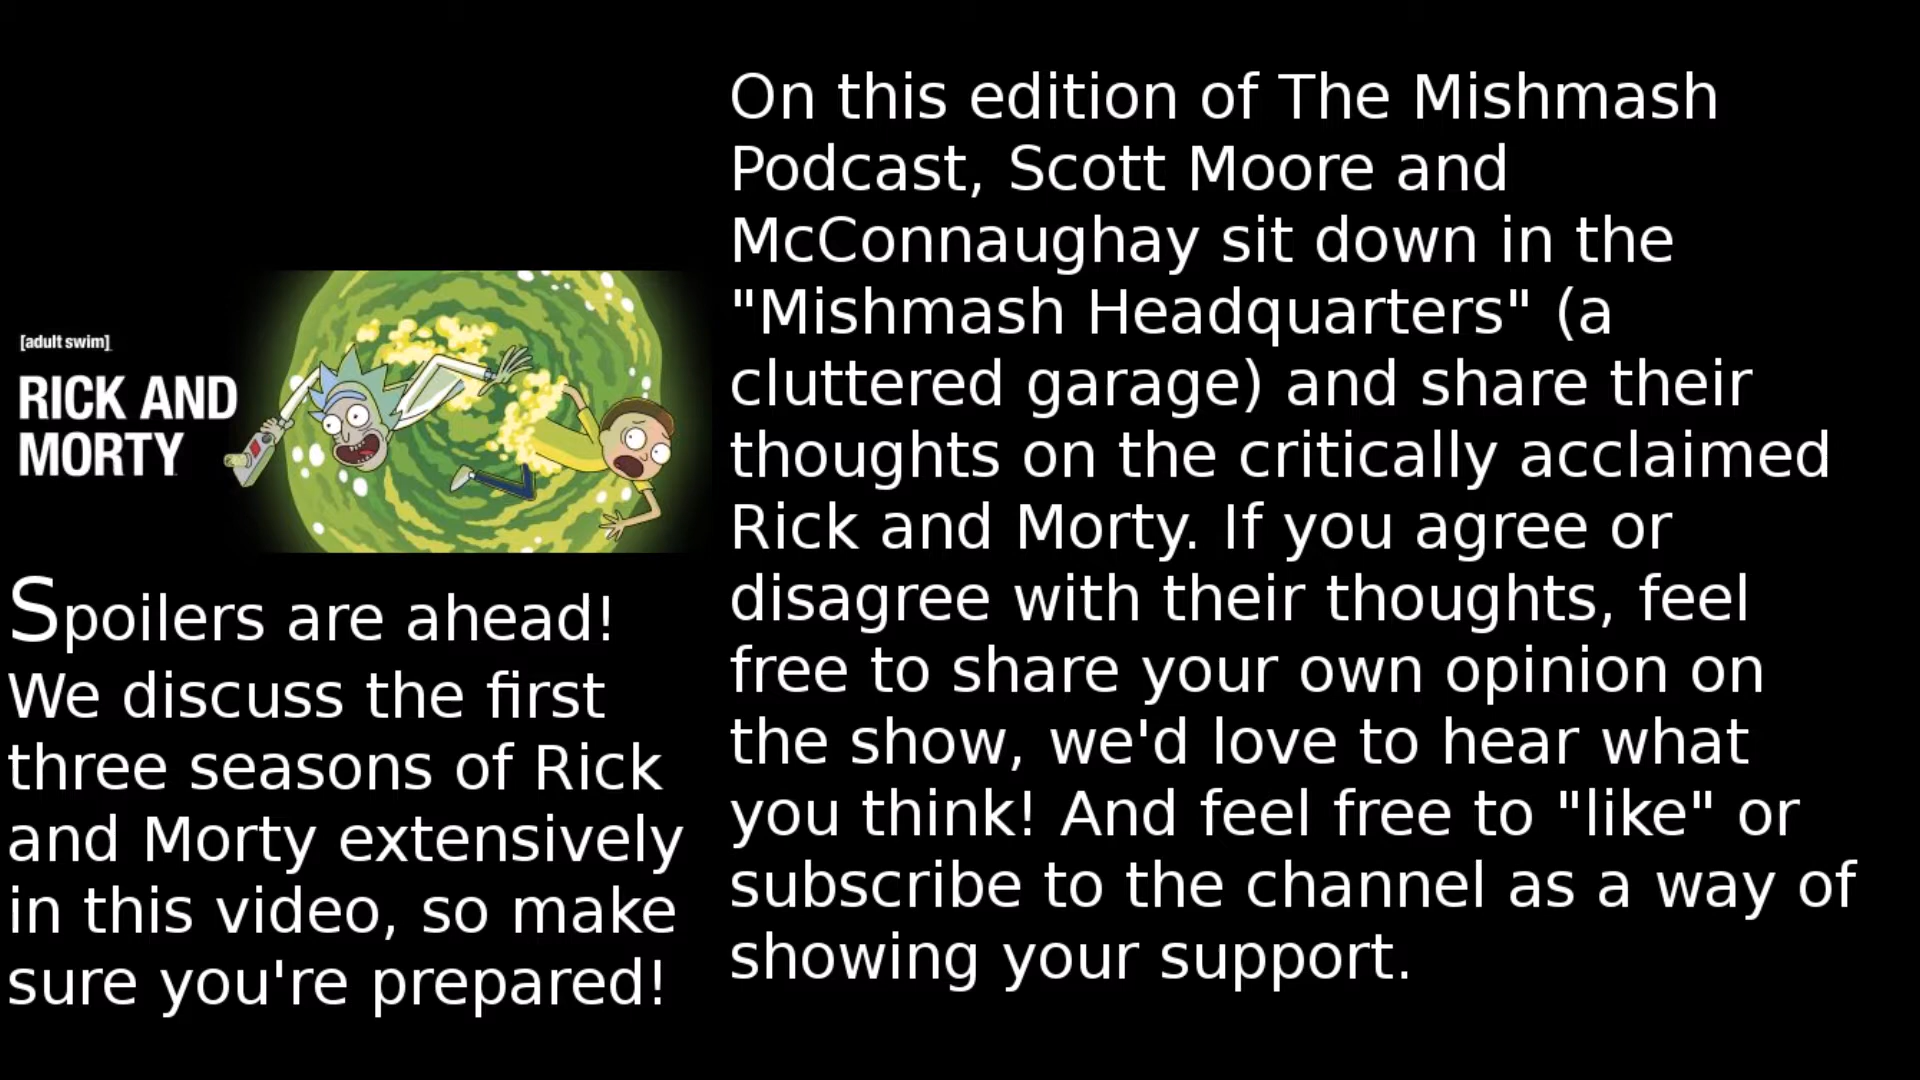 [adult swim]
RICK AND
MORTY
Spoilers are ahead!
We discuss the first
three seasons of Rick
and Morty extensively
in this video, so make
sure you're prepared!
On this edition of The Mishmash
Podcast, Scott Moore and
McConnaughay sit down in the
"Mishmash Headquarters" (a
cluttered garage) and share their
thoughts on the critically acclaimed
Rick and Morty. If you agree or
disagree with their thoughts, feel
free to share your own opinion on
the show, we'd love to hear what
you think! And feel free to "like" or
subscribe to the channel as a way of
showing your support.